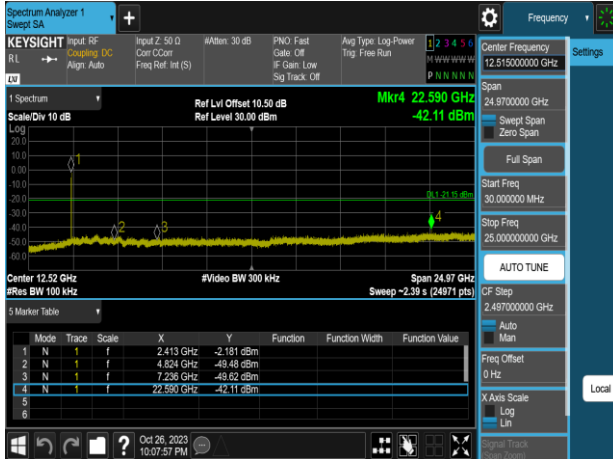 Spectrum Analyzer 1
Swept SA
+
Frequency
KEYSIGHT
RL
Input: RF
Coupling: DC
Align: Auto
Input Z: 50 Ω
Corr CCorr
Freq Ref: Int (S)
#Atten: 30 dB
PNO: Fast
Gate: Off
IF Gain: Low
Sig Track: Off
Avg Type: Log-Power
Trig: Free Run
1 2 3 4 5 6
M W W W W W
P N N N N N
Center Frequency
12.515000000 GHz
Settings
Span
24.9700000 GHz
Swept Span
Zero Span
Full Span
Start Freq
30.000000 MHz
Stop Freq
25.000000000 GHz
AUTO TUNE
CF Step
2.497000000 GHz
Auto
Man
Freq Offset
0 Hz
X Axis Scale
Log
Lin
Signal Track
(Span Zoom)
Local
1 Spectrum
Scale/Div 10 dB
Ref Lvl Offset 10.50 dB
Ref Level 30.00 dBm
Mkr4 22.590 GHz
-42.11 dBm
Log
20.0
10.0
0.00
-10.0
-20.0
-30.0
-40.0
-50.0
-60.0
1
2
3
4
DL1 -21.15 dBm
Center 12.52 GHz
#Res BW 100 kHz
#Video BW 300 kHz
Span 24.97 GHz
Sweep ~2.39 s (24971 pts)
5 Marker Table
Mode Trace Scale X Y Function Function Width Function Value
1 N 1 f 2.413 GHz -2.181 dBm
2 N 1 f 4.824 GHz -49.48 dBm
3 N 1 f 7.236 GHz -49.62 dBm
4 N 1 f 22.590 GHz -42.11 dBm
5
6
?
Oct 26, 2023
10:07:57 PM